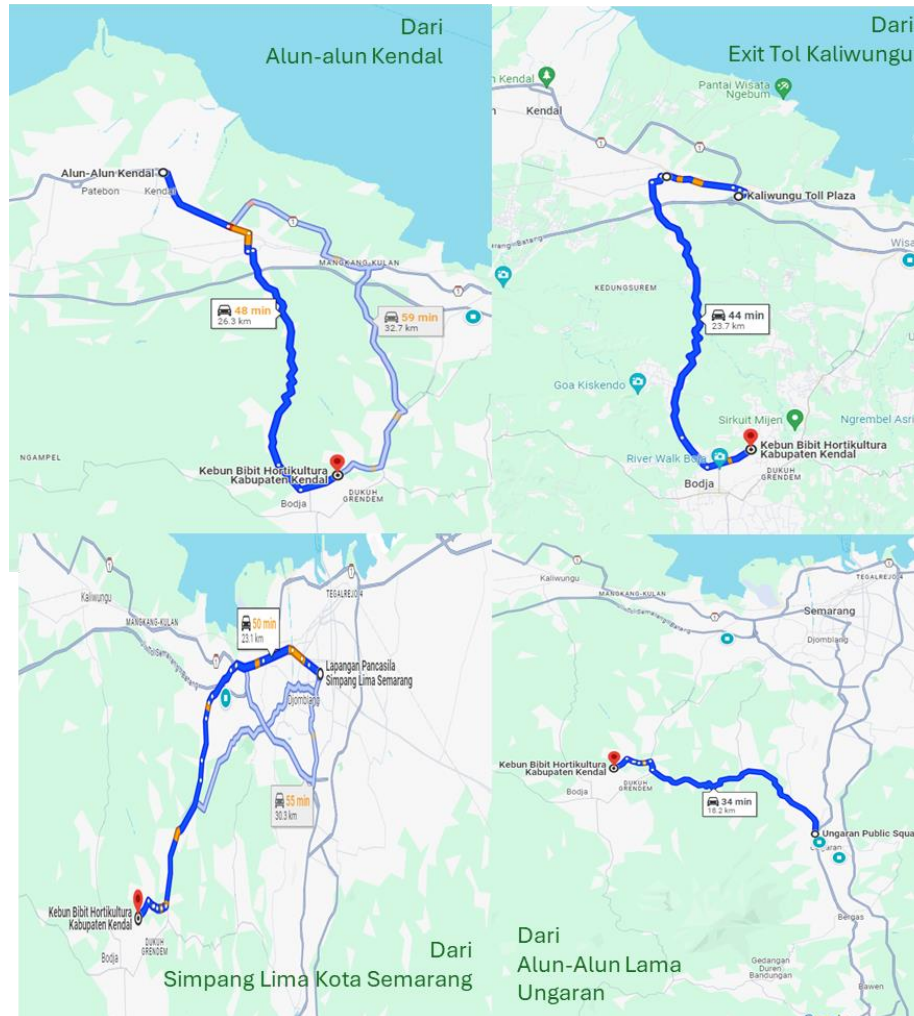 Dari
Alun-alun Kendal
Alun-Alun Kendal
Patebon
Kendal
MANGKANG-KULAN
48 min
26.3 km
59 min
32.7 km
NGAMPEL
Kebun Bibit Hortikultura
Kabupaten Kendal
DUKUH
GRENDEM
Bodja
Dari
Exit Tol Kaliwungu
Pantai Wisata
Ngebum
Kendal
Kendal
Kaliwungu Toll Plaza
KEDUNGSUREM
44 min
23.7 km
Goa Kiskendo
Sirkuit Mijen
Ngrembel Asri
Kebun Bibit Hortikultura
Kabupaten Kendal
River Walk
DUKUH
GRENDEM
Bodja
Kaliwungu
TEGALREJO 4
MANGKANG-KULAN
50 min
23.1 km
Lapangan Pancasila
Simpang Lima Semarang
Djomblang
55 min
30.3 km
Kebun Bibit Hortikultura
Kabupaten Kendal
DUKUH
GRENDEM
Bodja
Dari
Simpang Lima Kota Semarang
Kaliwungu
TEGALREJO 4
MANGKANG-KULAN
Semarang
Djomblang
Kebun Bibit Hortikultura
Kabupaten Kendal
DUKUH
GRENDEM
Bodja
34 min
18.2 km
Ungaran Public Squa
Bergas
Gedangan
Duren
Bandungan
Bawen
Dari
Alun-Alun Lama
Ungaran